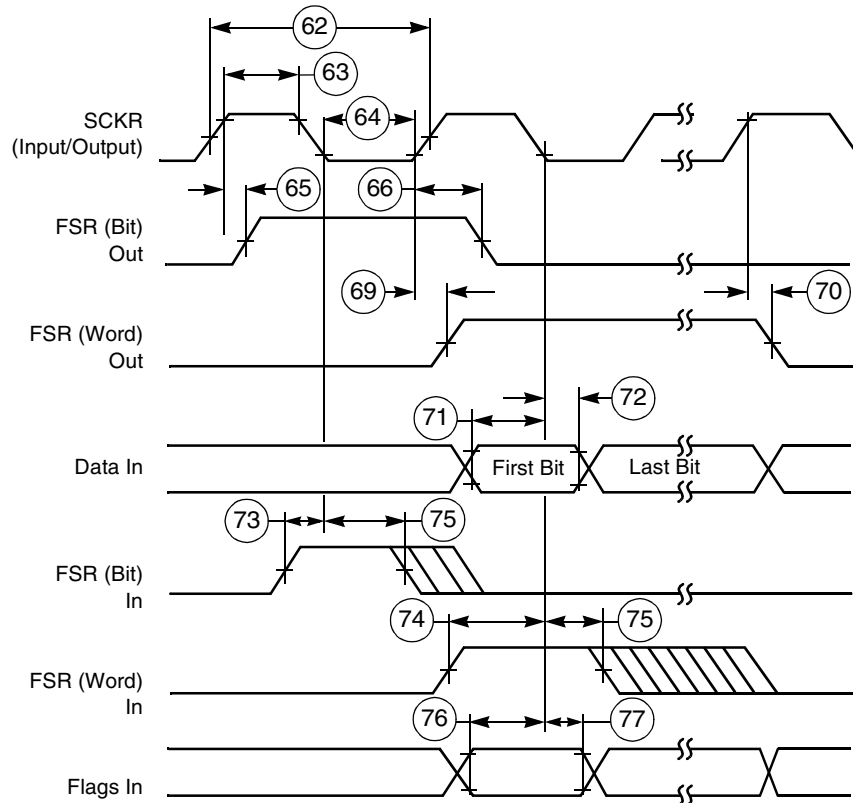 62
63
64
SCKR
(Input/Output)
65
66
FSR (Bit)
Out
69
70
FSR (Word)
Out
72
71
Data In
First Bit
Last Bit
73
75
FSR (Bit)
In
74
75
FSR (Word)
In
76
77
Flags In